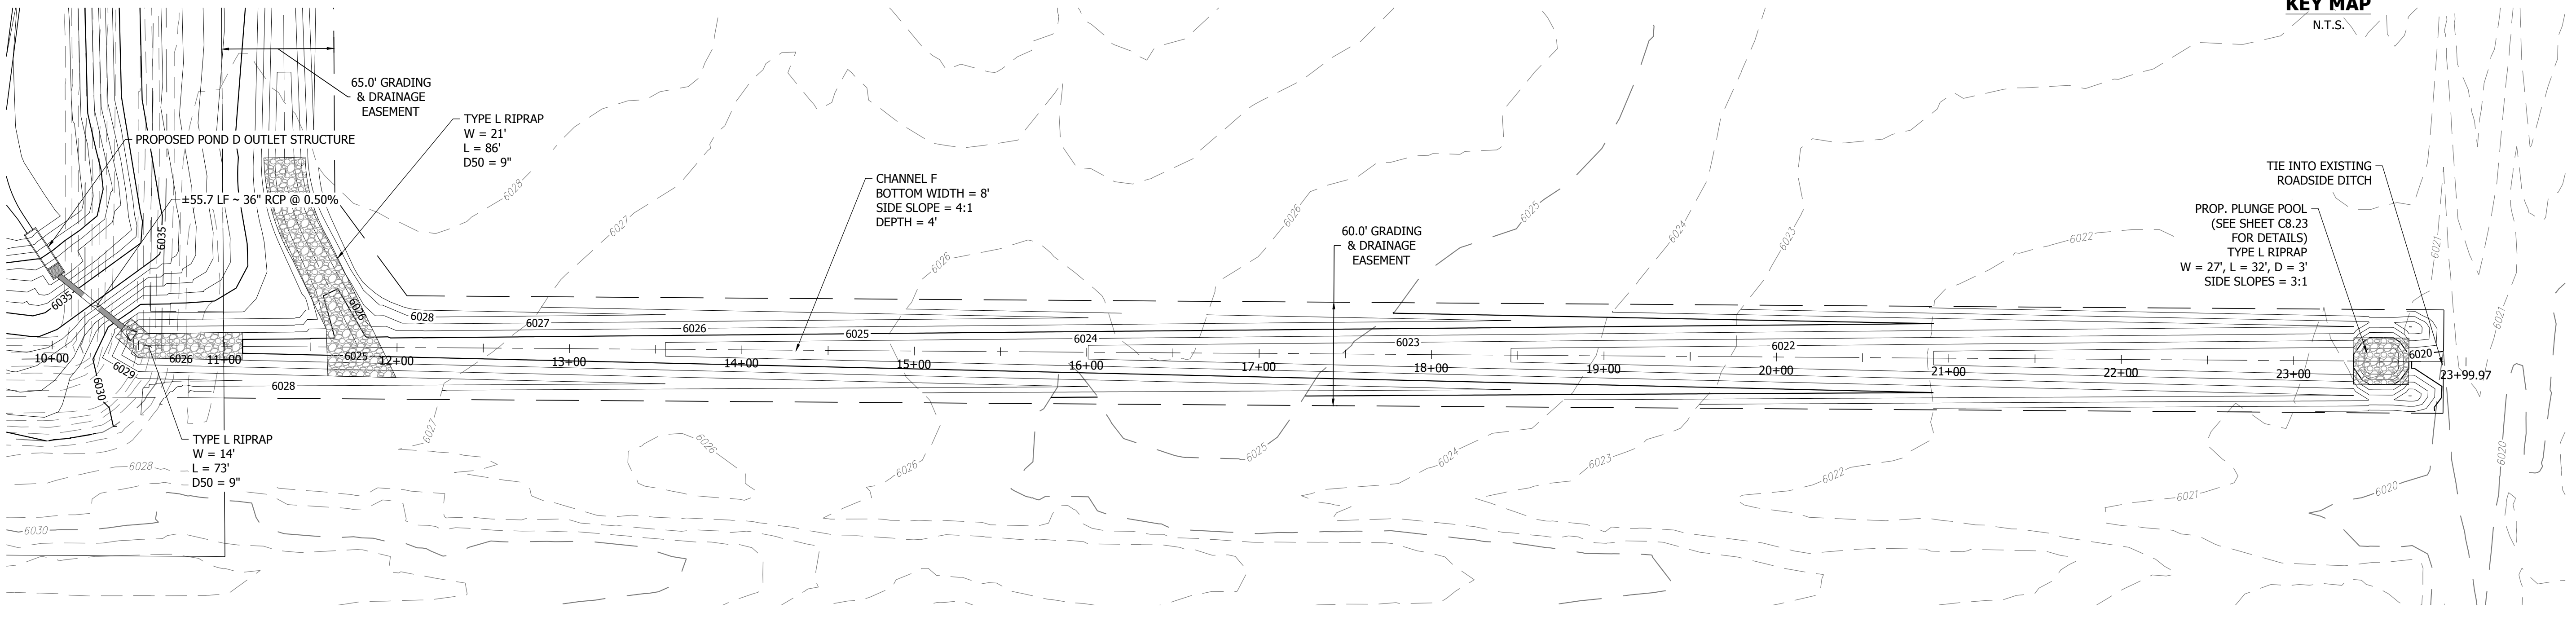 KEY MAP
N.T.S.
65.0' GRADING
& DRAINAGE
EASEMENT
TYPE L RIPRAP
W = 21'
L = 86'
D50 = 9"
PROPOSED POND D OUTLET STRUCTURE
±55.7 LF ~ 36" RCP @ 0.50%
CHANNEL F
BOTTOM WIDTH = 8'
SIDE SLOPE = 4:1
DEPTH = 4'
60.0' GRADING
& DRAINAGE
EASEMENT
TIE INTO EXISTING
ROADSIDE DITCH
PROP. PLUNGE POOL
(SEE SHEET C8.23
FOR DETAILS)
TYPE L RIPRAP
W = 27', L = 32', D = 3'
SIDE SLOPES = 3:1
6028
6027
6026
6025
6024
6023
6022
6021
6021
6035
6035
6026
6026
6028
6027
6026
6025
6024
6023
6022
6020
6026
6025
6029
6030
6028
10+00
11+00
12+00
13+00
14+00
15+00
16+00
17+00
18+00
19+00
20+00
21+00
22+00
23+00
23+99.97
TYPE L RIPRAP
W = 14'
L = 73'
D50 = 9"
6028
6030
6027
6026
6026
6025
6024
6023
6022
6021
6020
6020